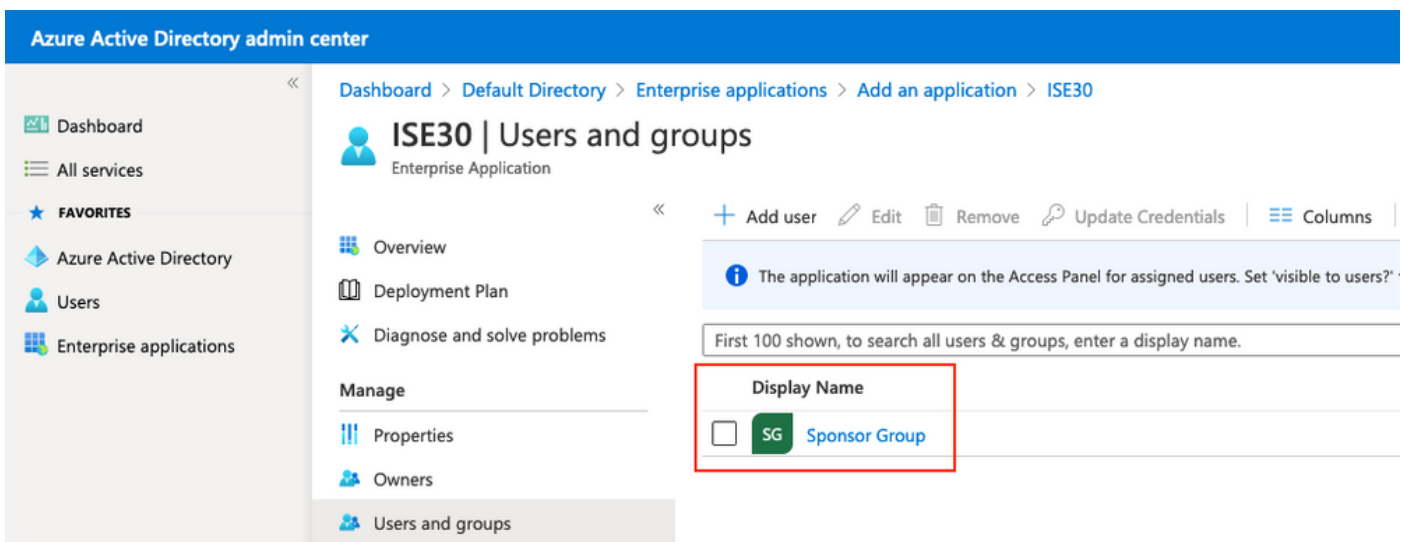 Azure Active Directory admin center
«
Dashboard
All services
FAVORITES
Azure Active Directory
Users
Enterprise applications
Dashboard > Default Directory > Enterprise applications > Add an application > ISE30
ISE30 | Users and groups
Enterprise Application
«
Overview
Deployment Plan
Diagnose and solve problems
Manage
Properties
Owners
Users and groups
+ Add user Edit Remove Update Credentials Columns
The application will appear on the Access Panel for assigned users. Set 'visible to users?'
First 100 shown, to search all users & groups, enter a display name.
Display Name
SG Sponsor Group